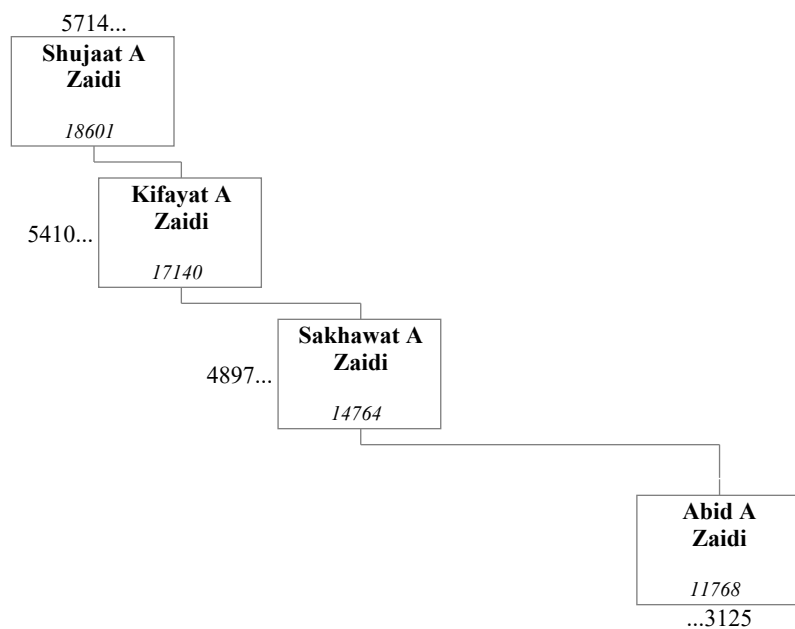 5714...
Shujaat A
Zaidi
18601
Kifayat A
Zaidi
5410...
17140
Sakhawat A
Zaidi
4897...
14764
Abid A
Zaidi
11768
...3125